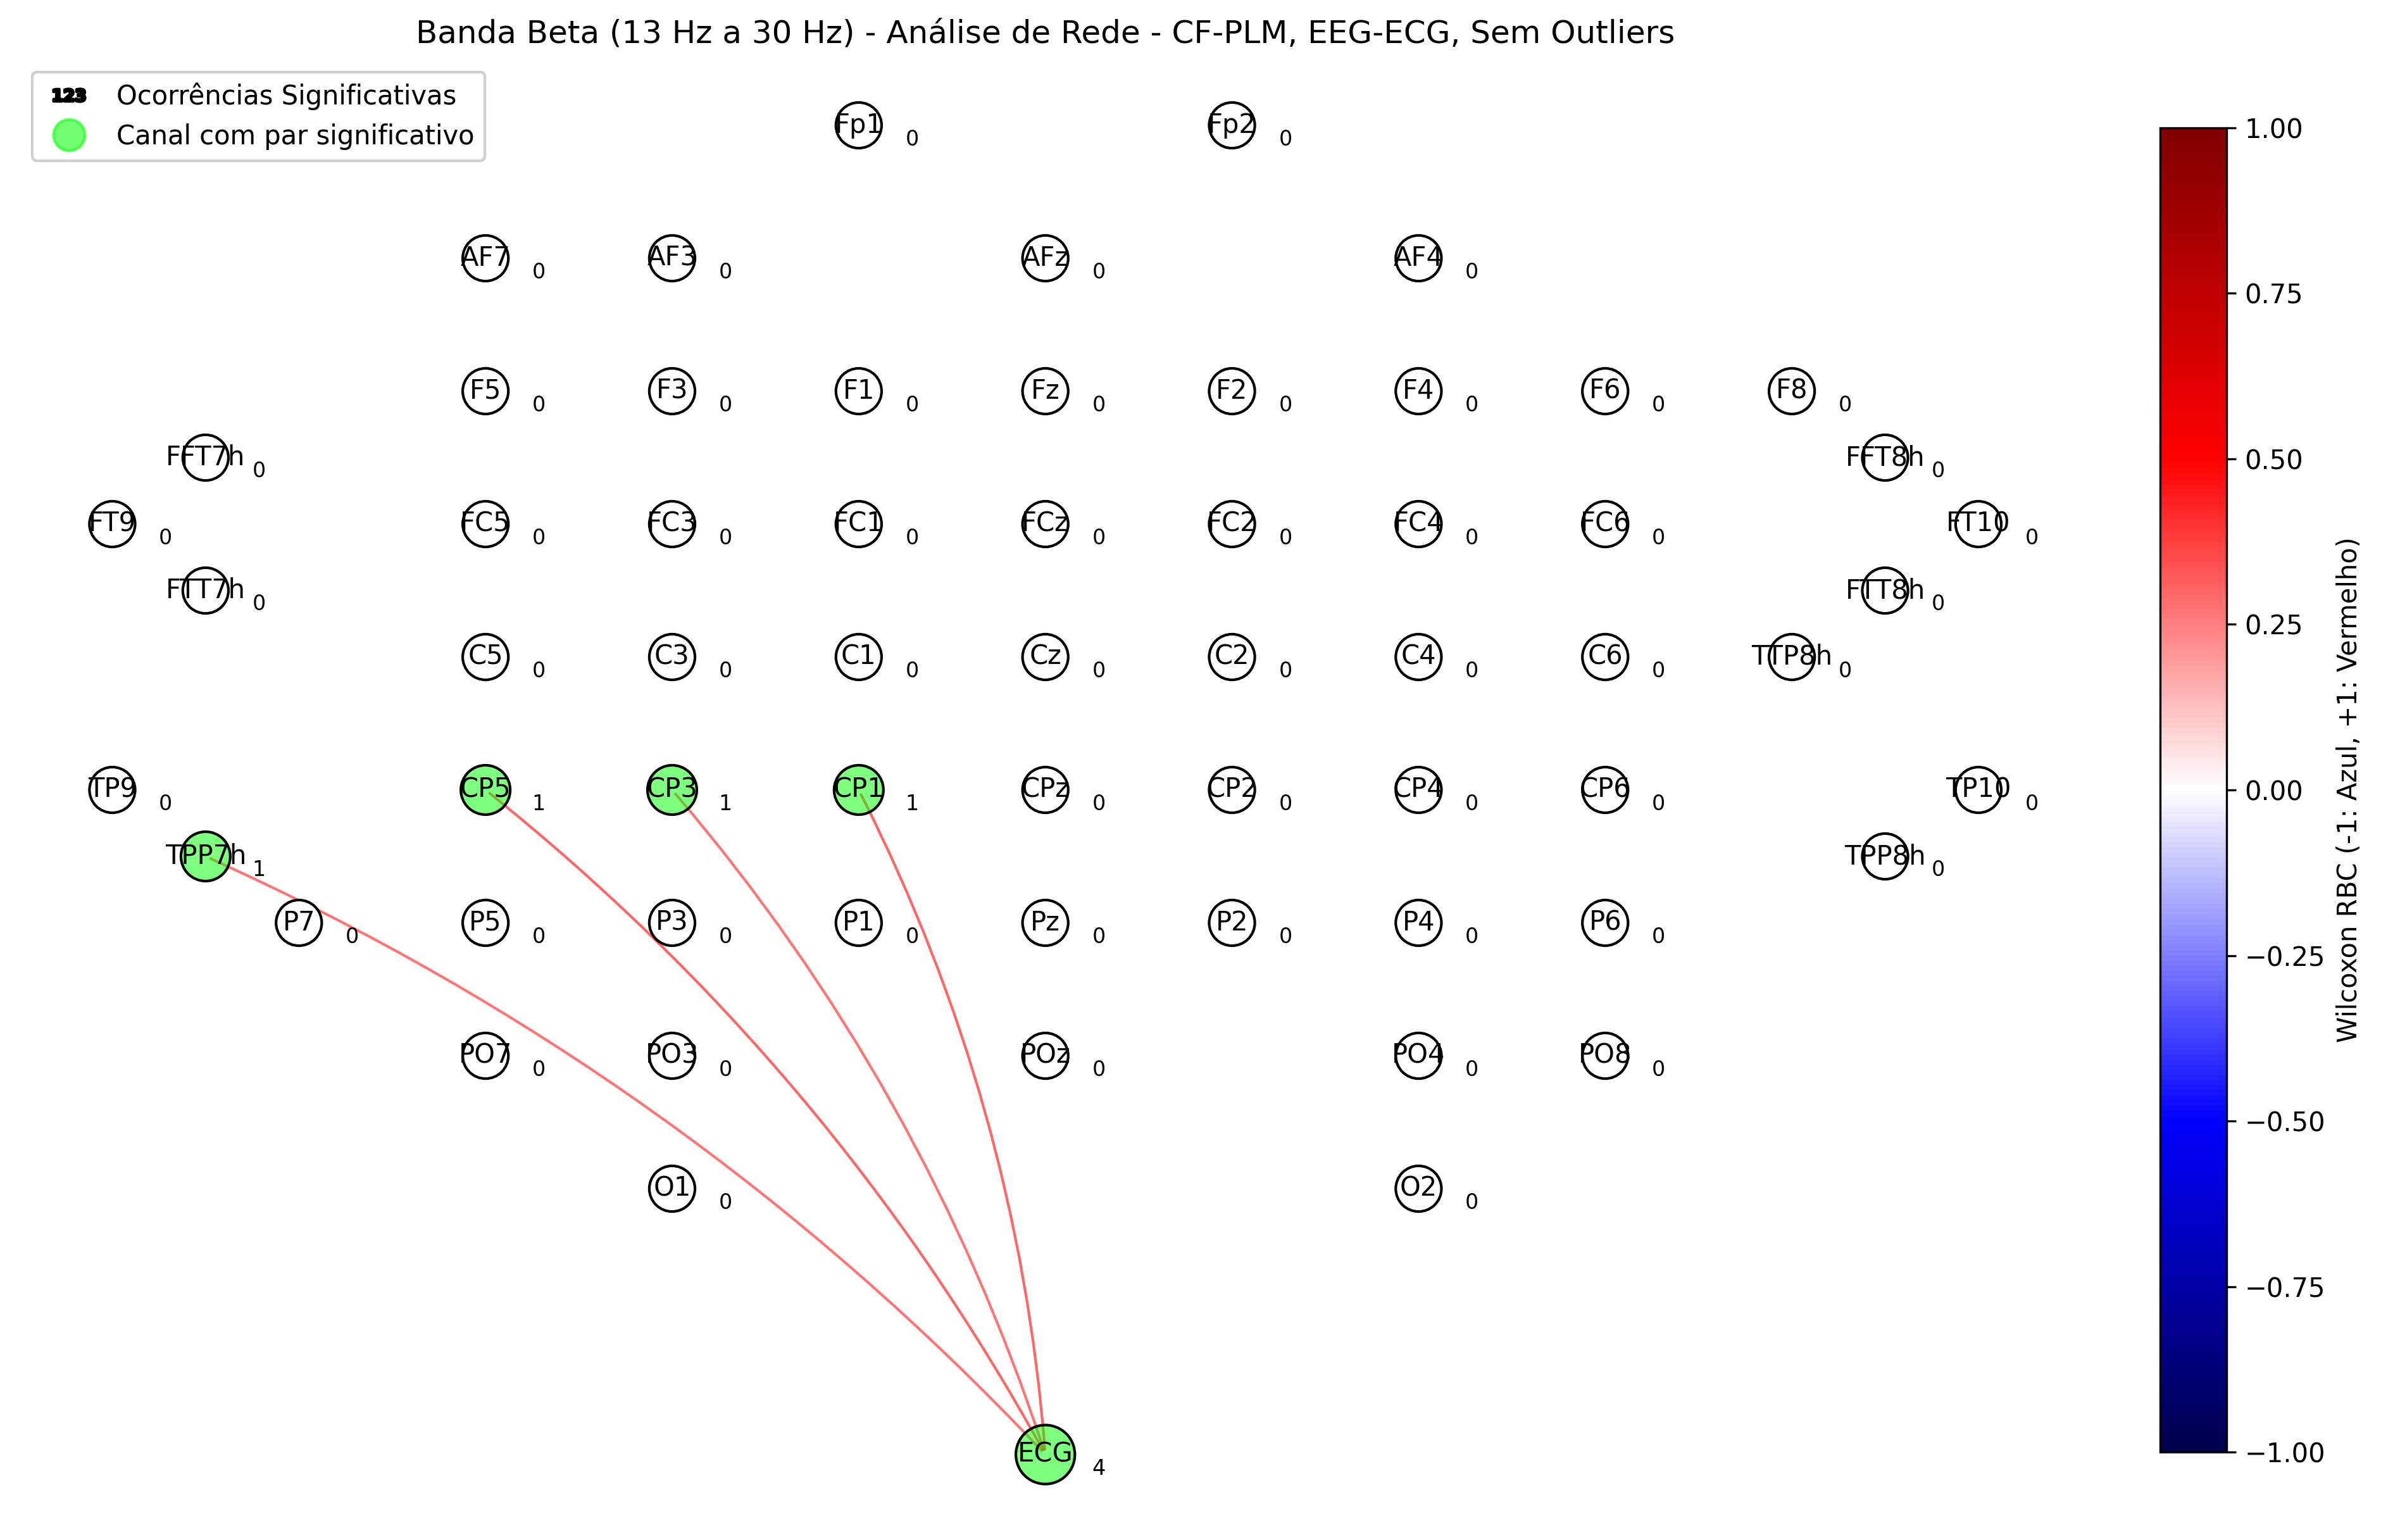 Banda Beta (13 Hz a 30 Hz) - Análise de Rede - CF-PLM, EEG-ECG, Sem Outliers
123 Ocorrências Significativas
Canal com par significativo
Fp1 0 Fp2 0
AF7 0 AF3 0 AFz 0 AF4 0
F5 0 F3 0 F1 0 Fz 0 F2 0 F4 0 F6 0 F8 0
FFT7h 0 FFT8h 0
FT9 0 FC5 0 FC3 0 FC1 0 FCz 0 FC2 0 FC4 0 FC6 0 FT10 0
FTT7h 0 FTT8h 0
C5 0 C3 0 C1 0 Cz 0 C2 0 C4 0 C6 0 TTP8h 0
TP9 0 CP5 1 CP3 1 CP1 1 CPz 0 CP2 0 CP4 0 CP6 0 TP10 0
TPP7h 1 TPP8h 0
P7 0 P5 0 P3 0 P1 0 Pz 0 P2 0 P4 0 P6 0
PO7 0 PO3 0 POz 0 PO4 0 PO8 0
O1 0 O2 0
ECG 4
1.00
0.75
0.50
0.25
0.00
−0.25
−0.50
−0.75
−1.00
Wilcoxon RBC (-1: Azul, +1: Vermelho)